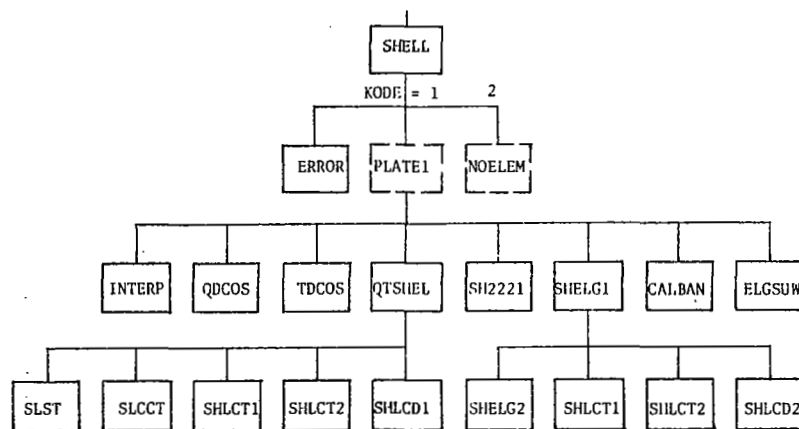 SHELL
KODE = 1 2
ERROR PLATE1 NOELEM
INTERP QDCOS TDCOS QTSHEL SH2221 SHELG1 CALBAN ELGSUW
SLST SLCCT SHLCT1 SHLCT2 SHLCD1 SHELG2 SHLCT1 SHLCT2 SHLCD2